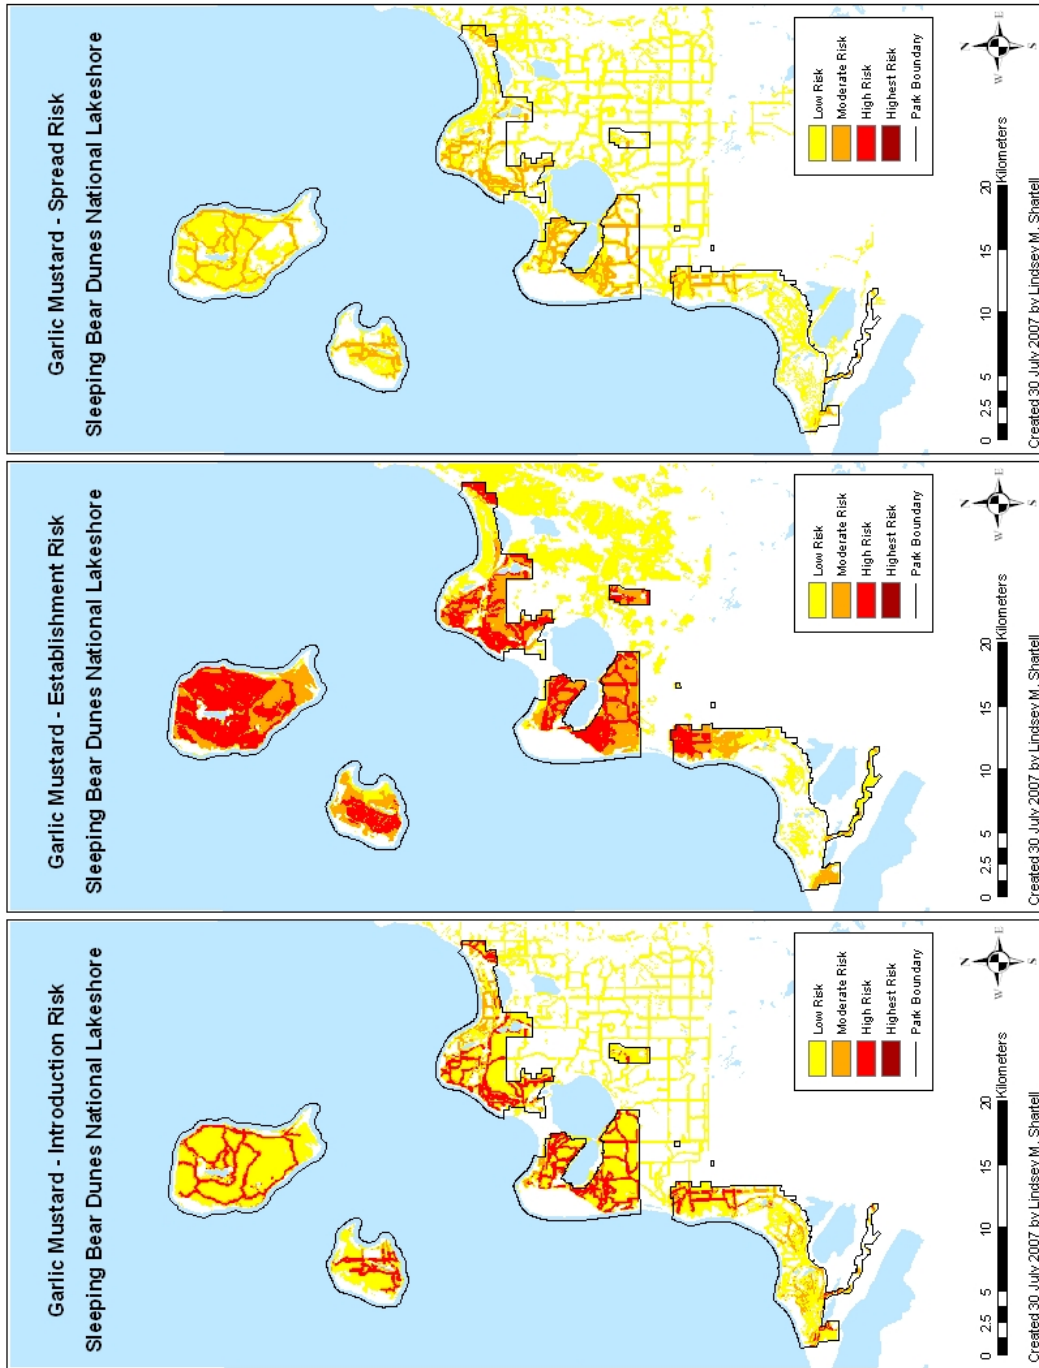 Garlic Mustard - Introduction Risk
Sleeping Bear Dunes National Lakeshore
Low Risk
Moderate Risk
High Risk
Highest Risk
Park Boundary
N
W
E
S
0 2.5 5 10 15 20
Kilometers
Created 30 July 2007 by Lindsey M. Shartell
Garlic Mustard - Establishment Risk
Sleeping Bear Dunes National Lakeshore
Low Risk
Moderate Risk
High Risk
Highest Risk
Park Boundary
N
W
E
S
0 2.5 5 10 15 20
Kilometers
Created 30 July 2007 by Lindsey M. Shartell
Garlic Mustard - Spread Risk
Sleeping Bear Dunes National Lakeshore
Low Risk
Moderate Risk
High Risk
Highest Risk
Park Boundary
N
W
E
S
0 2.5 5 10 15 20
Kilometers
Created 30 July 2007 by Lindsey M. Shartell